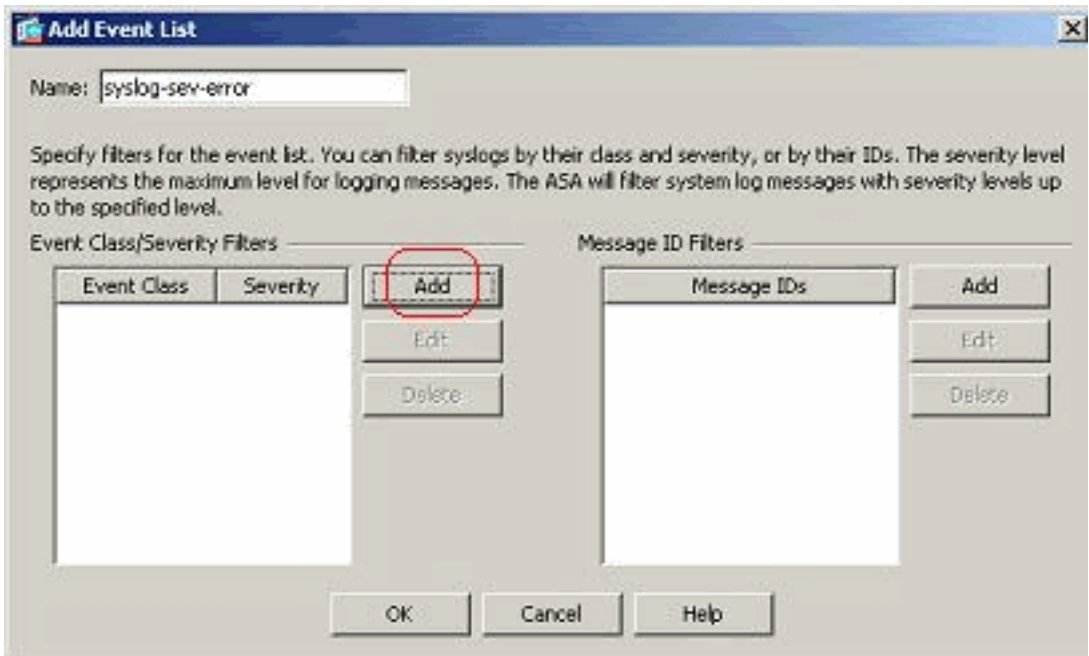 Add Event List
Name: syslog-sev-error
Specify filters for the event list. You can filter syslogs by their class and severity, or by their IDs. The severity level
represents the maximum level for logging messages. The ASA will filter system log messages with severity levels up
to the specified level.
Event Class/Severity Filters
Event Class Severity
Add
Edit
Delete
Message ID Filters
Message IDs
Add
Edit
Delete
OK Cancel Help